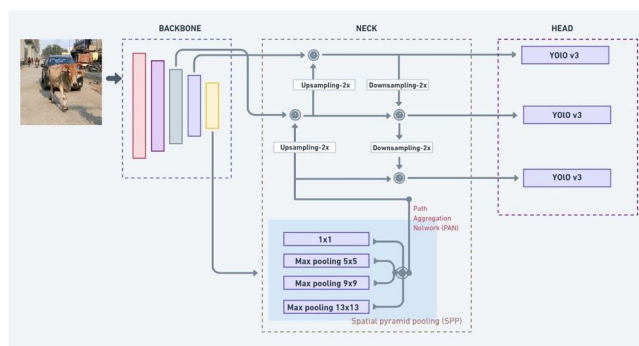 BACKBONE
NECK
HEAD
YOlO v3
Upsampling-2x
Downsampling-2x
YOlO v3
Upsampling-2x
Downsampling-2x
YOlO v3
Path
Aggregation
Network (PAN)
1x1
Max pooling 5x5
Max pooling 9x9
Max pooling 13x13
Spatial pyramid pooling (SPP)